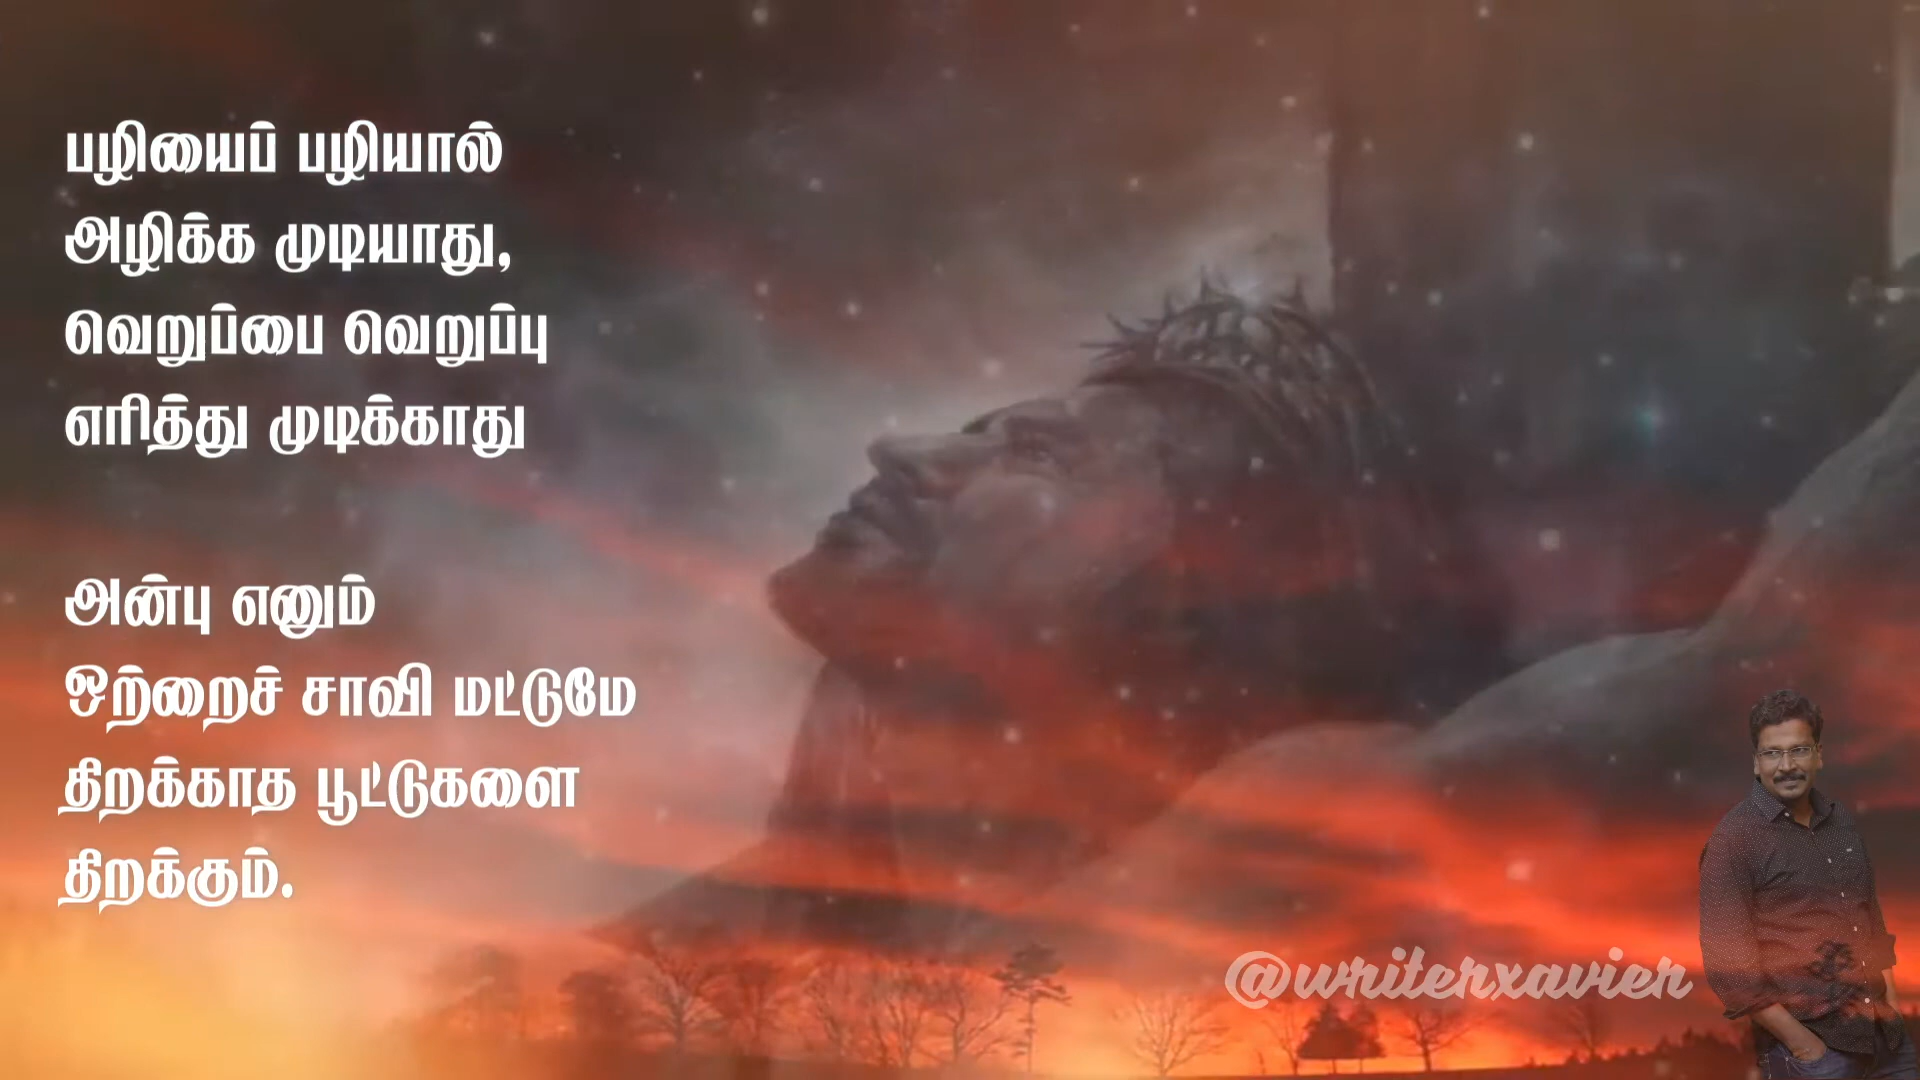 பழியைப் பழியால்
அழிக்க முடியாது,
வெறுப்பை வெறுப்பு
எரித்து முடிக்காது
அன்பு எனும்
ஒற்றைச் சாவி மட்டுமே
திறக்காத பூட்டுகளை
திறக்கும்.
@writerxavier